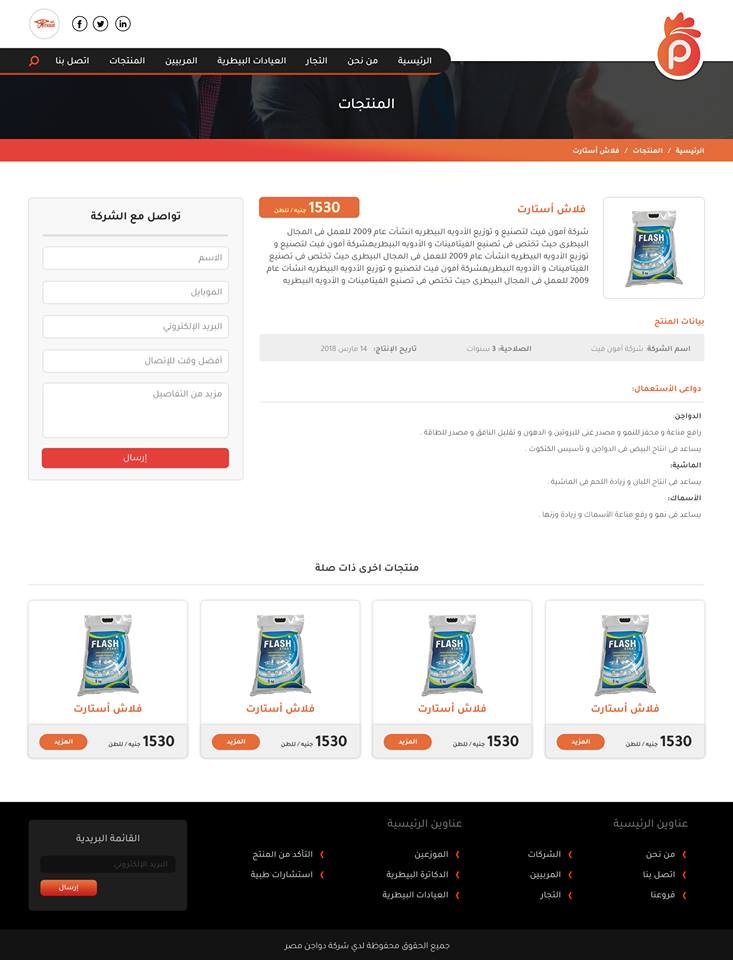 الرئيسية
من نحن
التجار
العيادات البيطرية
المربيين
المنتجات
اتصل بنا
المنتجات
الرئيسية / المنتجات / فلاش أستارت
FLASH
فلاش أستارت
1530 جنيه / للطن
شركة آمون فيت لتصنيع و توزيع الأدويه البيطريه انشأت عام 2009 للعمل فى المجال
البيطرى حيث تختص فى تصنيع الفيتامينات و الأدويه البيطريهشركة آمون فيت لتصنيع و
توزيع الأدويه البيطريه انشأت عام 2009 للعمل فى المجال البيطرى حيث تختص فى تصنيع
الفيتامينات و الأدويه البيطريهشركة آمون فيت لتصنيع و توزيع الأدويه البيطريه انشأت عام
2009 للعمل فى المجال البيطرى حيث تختص فى تصنيع الفيتامينات و الأدويه البيطريه
بيانات المنتج
اسم الشركة: شركة آمون فيت
الصلاحية: 3 سنوات
تاريخ الإنتاج: 14 مارس 2018
دواعى الأستعمال:
الدواجن:
رافع مناعة و محفز للنمو و مصدر غنى للبروتين و الدهون و تقليل النافق و مصدر للطاقة .
يساعد فى انتاج البيض فى الدواجن و تأسيس الكتكوت .
الماشية:
يساعد فى انتاج اللبان و زيادة اللحم فى الماشية .
الأسماك:
يساعد فى نمو و رفع مناعة الأسماك و زيادة وزنها .
تواصل مع الشركة
الاسم
الموبايل
البريد الإلكتروني
أفضل وقت للإتصال
مزيد من التفاصيل
إرسال
منتجات اخرى ذات صلة
FLASH
فلاش أستارت
1530 جنيه / للطن
المزيد
FLASH
فلاش أستارت
1530 جنيه / للطن
المزيد
FLASH
فلاش أستارت
1530 جنيه / للطن
المزيد
FLASH
فلاش أستارت
1530 جنيه / للطن
المزيد
عناوين الرئيسية
من نحن
اتصل بنا
فروعنا
الشركات
المربيين
التجار
عناوين الرئيسية
الموزعين
الدكاترة البيطرية
العيادات البيطرية
التأكد من المنتج
استشارات طبية
القائمة البريدية
البريد الإلكتروني
إرسال
جميع الحقوق محفوظة لدي شركة دواجن مصر